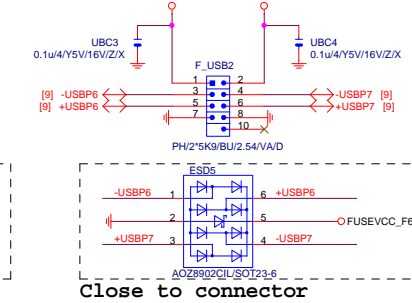 UBC3
0.1u/4/Y5V/16V/Z/X
UBC4
0.1u/4/Y5V/16V/Z/X
F_USB2
1 2
[9] -USBP6 3 4 -USBP7 [9]
[9] +USBP6 5 6 +USBP7 [9]
7 8
10
PH/2*5K9/BU/2.54/VA/D
ESD5
-USBP6 1 6 +USBP6
2 5 FUSEVCC_F6
+USBP7 3 4 -USBP7
AOZ8902CIL/SOT23-6
Close to connector